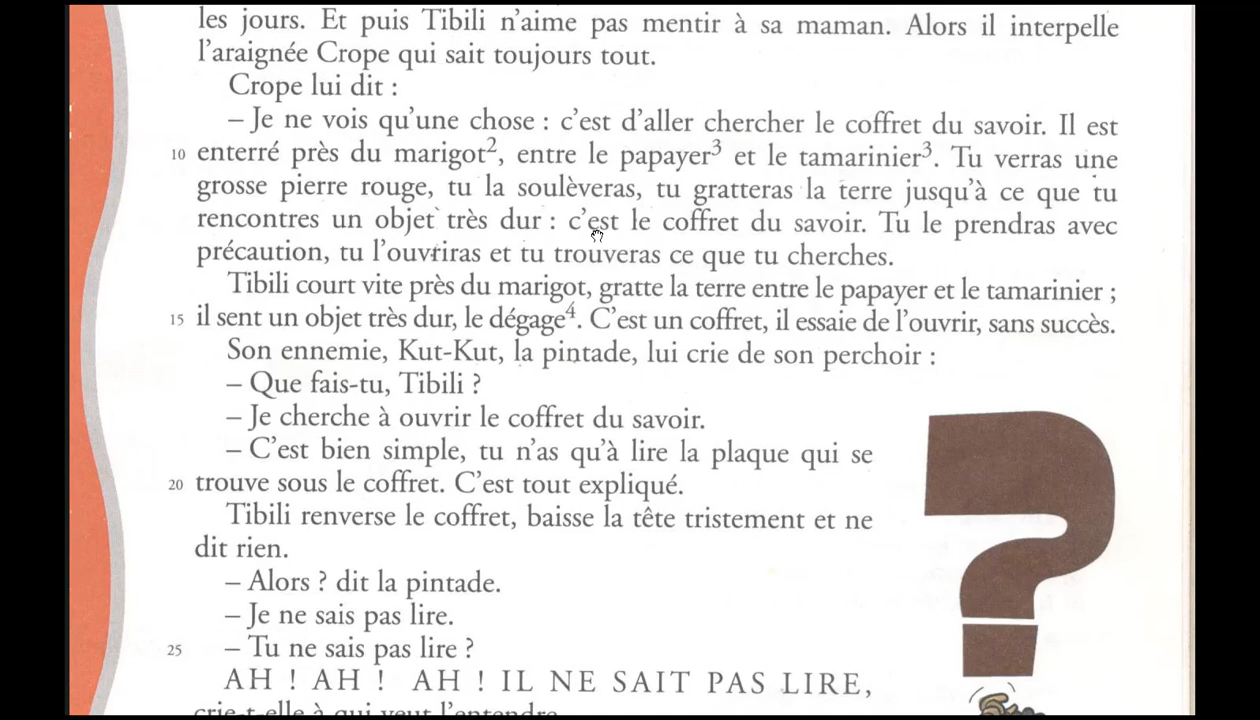 les jours. Et puis Tibili n'aime pas mentir à sa maman. Alors il interpelle
l'araignée Crope qui sait toujours tout.
Crope lui dit :
– Je ne vois qu'une chose : c'est d'aller chercher le coffret du savoir. Il est
10 enterré près du marigot², entre le papayer³ et le tamarinier³. Tu verras une
grosse pierre rouge, tu la soulèveras, tu gratteras la terre jusqu'à ce que tu
rencontres un objet très dur : c'est le coffret du savoir. Tu le prendras avec
précaution, tu l'ouvriras et tu trouveras ce que tu cherches.
Tibili court vite près du marigot, gratte la terre entre le papayer et le tamarinier ;
15 il sent un objet très dur, le dégage⁴. C'est un coffret, il essaie de l'ouvrir, sans succès.
Son ennemie, Kut-Kut, la pintade, lui crie de son perchoir :
– Que fais-tu, Tibili ?
– Je cherche à ouvrir le coffret du savoir.
– C'est bien simple, tu n'as qu'à lire la plaque qui se
20 trouve sous le coffret. C'est tout expliqué.
Tibili renverse le coffret, baisse la tête tristement et ne
dit rien.
– Alors ? dit la pintade.
– Je ne sais pas lire.
25 – Tu ne sais pas lire ?
AH ! AH ! AH ! IL NE SAIT PAS LIRE,
crie-t-elle à qui veut l'entendre.
?